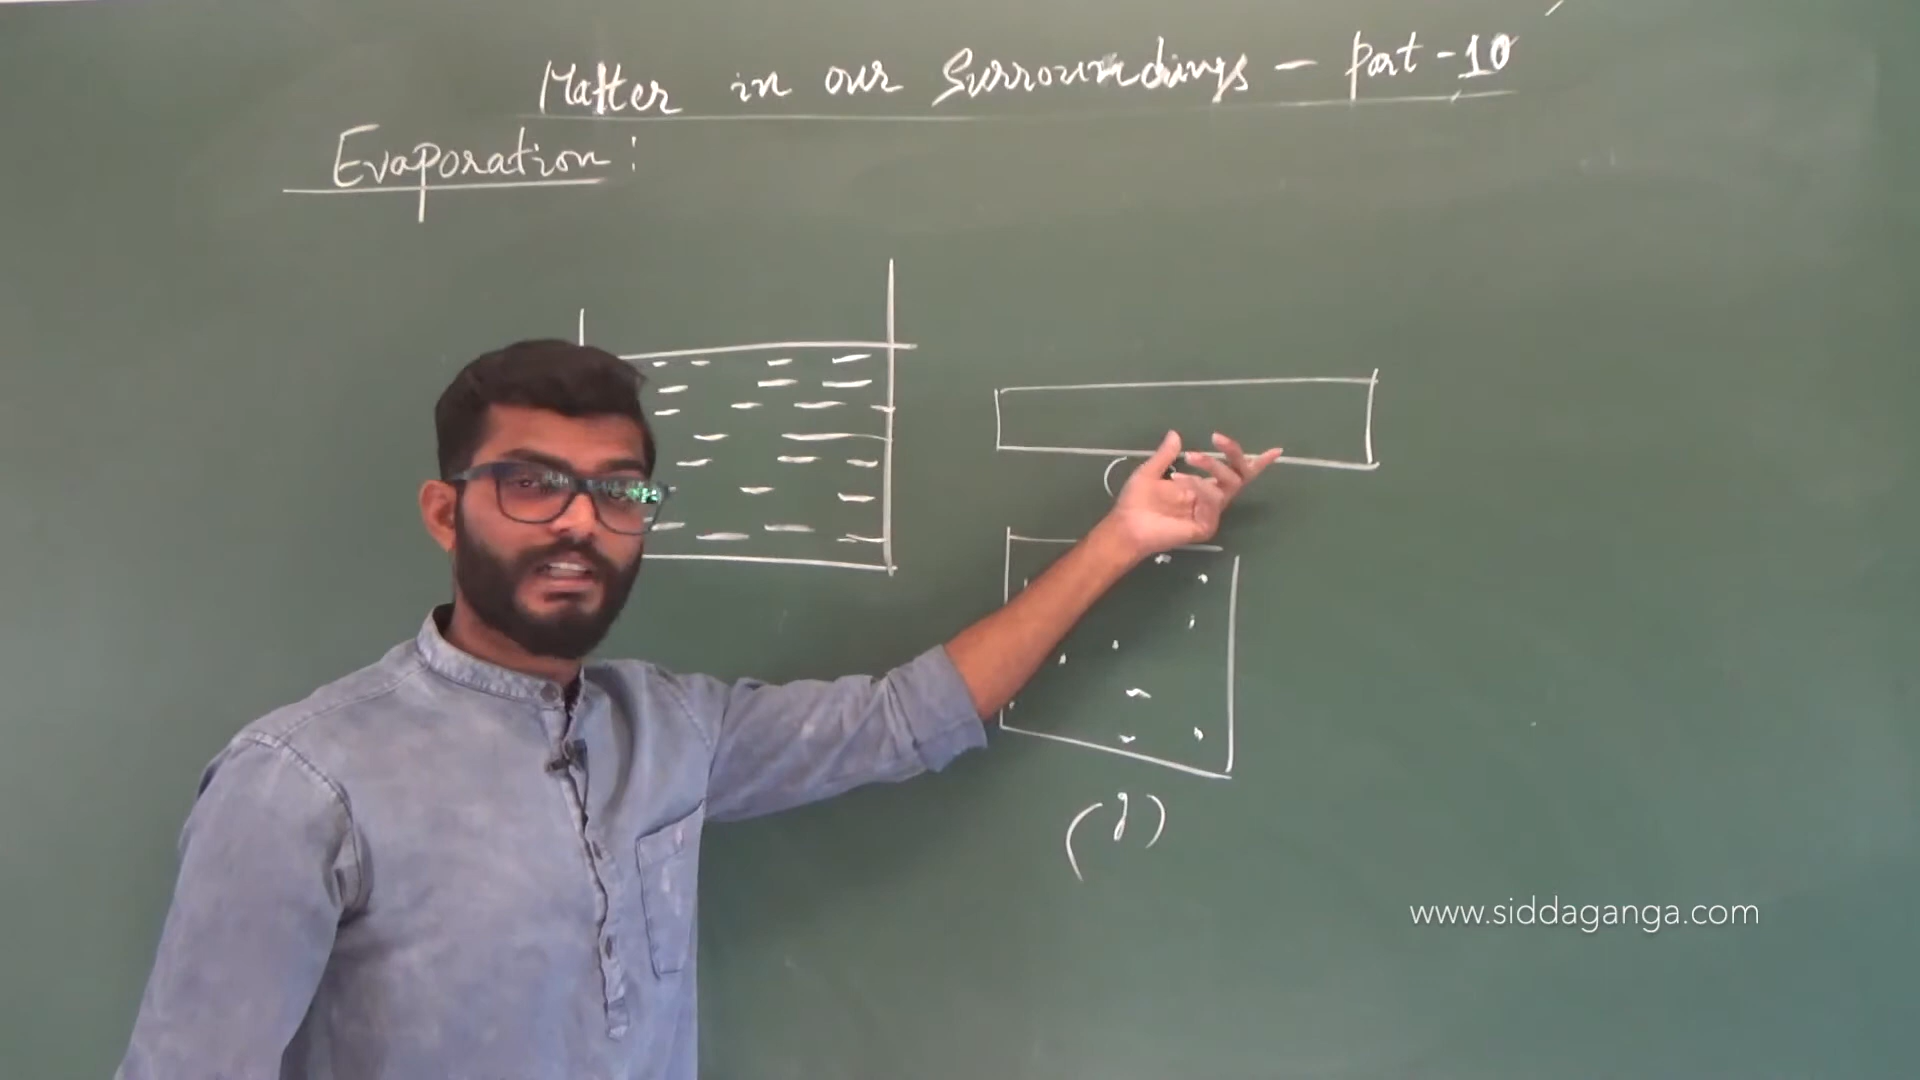 Matter in our Surroundings - Part - 10
Evaporation :
(g)
www.siddaganga.com